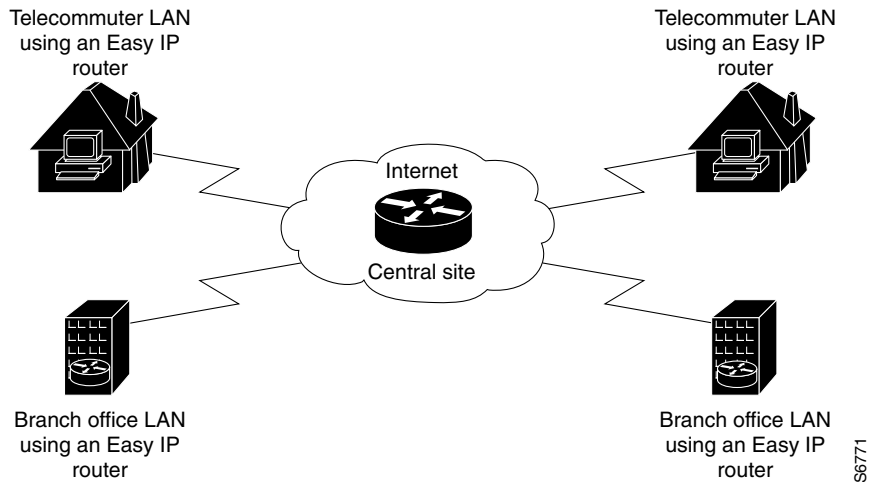 Telecommuter LAN
using an Easy IP
router
Telecommuter LAN
using an Easy IP
router
Internet
Central site
Branch office LAN
using an Easy IP
router
Branch office LAN
using an Easy IP
router
S6771